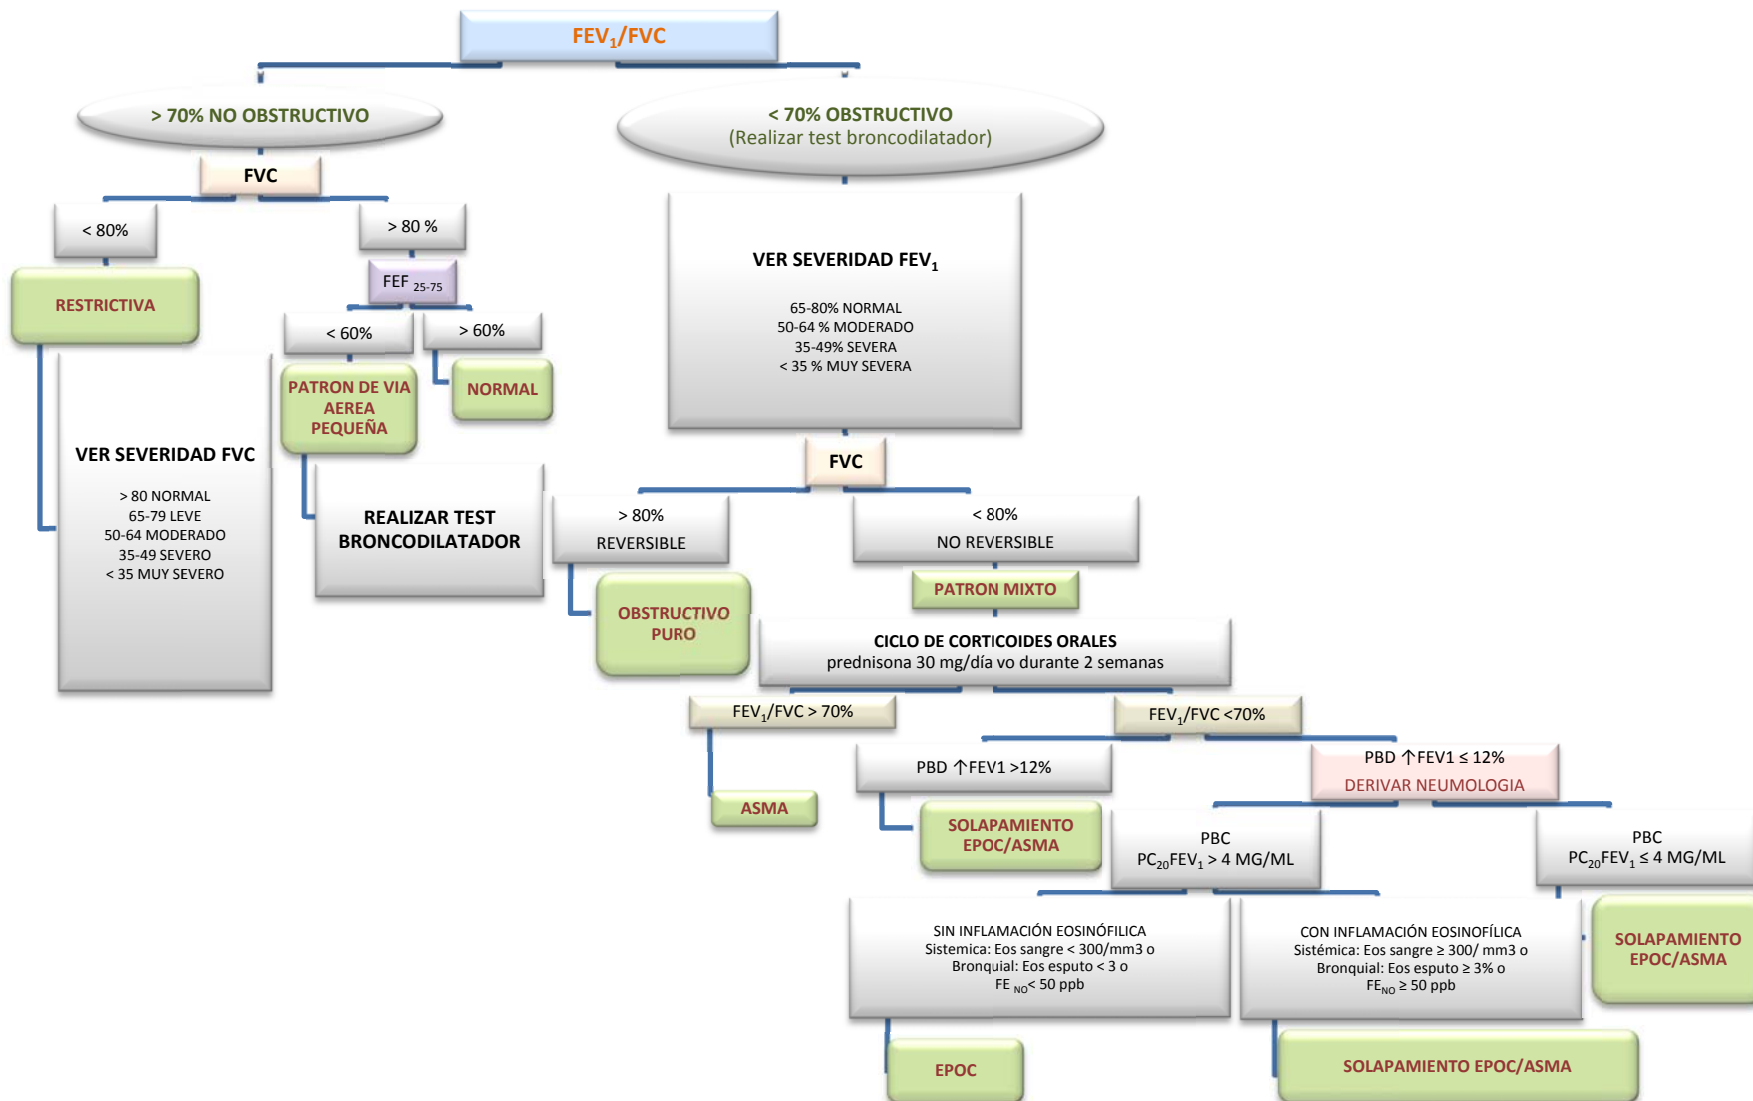 FEV₁/FVC
> 70% NO OBSTRUCTIVO
< 70% OBSTRUCTIVO
(Realizar test broncodilatador)
FVC
< 80%
> 80 %
RESTRICTIVA
FEF 25-75
< 60%
> 60%
PATRON DE VIA
AEREA
PEQUEÑA
NORMAL
VER SEVERIDAD FVC
> 80 NORMAL
65-79 LEVE
50-64 MODERADO
35-49 SEVERO
< 35 MUY SEVERO
REALIZAR TEST
BRONCODILATADOR
VER SEVERIDAD FEV₁
65-80% NORMAL
50-64 % MODERADO
35-49% SEVERA
< 35 % MUY SEVERA
FVC
> 80%
REVERSIBLE
< 80%
NO REVERSIBLE
OBSTRUCTIVO
PURO
PATRON MIXTO
CICLO DE CORTICOIDES ORALES
prednisona 30 mg/día vo durante 2 semanas
FEV₁/FVC > 70%
FEV₁/FVC <70%
ASMA
PBD ↑FEV1 >12%
PBD ↑FEV1 ≤ 12%
DERIVAR NEUMOLOGIA
SOLAPAMIENTO
EPOC/ASMA
PBC
PC₂₀FEV₁ > 4 MG/ML
PBC
PC₂₀FEV₁ ≤ 4 MG/ML
SIN INFLAMACIÓN EOSINÓFILICA
Sistemica: Eos sangre < 300/mm3 o
Bronquial: Eos esputo < 3 o
FE NO< 50 ppb
CON INFLAMACIÓN EOSINOFÍLICA
Sistémica: Eos sangre ≥ 300/ mm3 o
Bronquial: Eos esputo ≥ 3% o
FENO ≥ 50 ppb
SOLAPAMIENTO
EPOC/ASMA
EPOC
SOLAPAMIENTO EPOC/ASMA